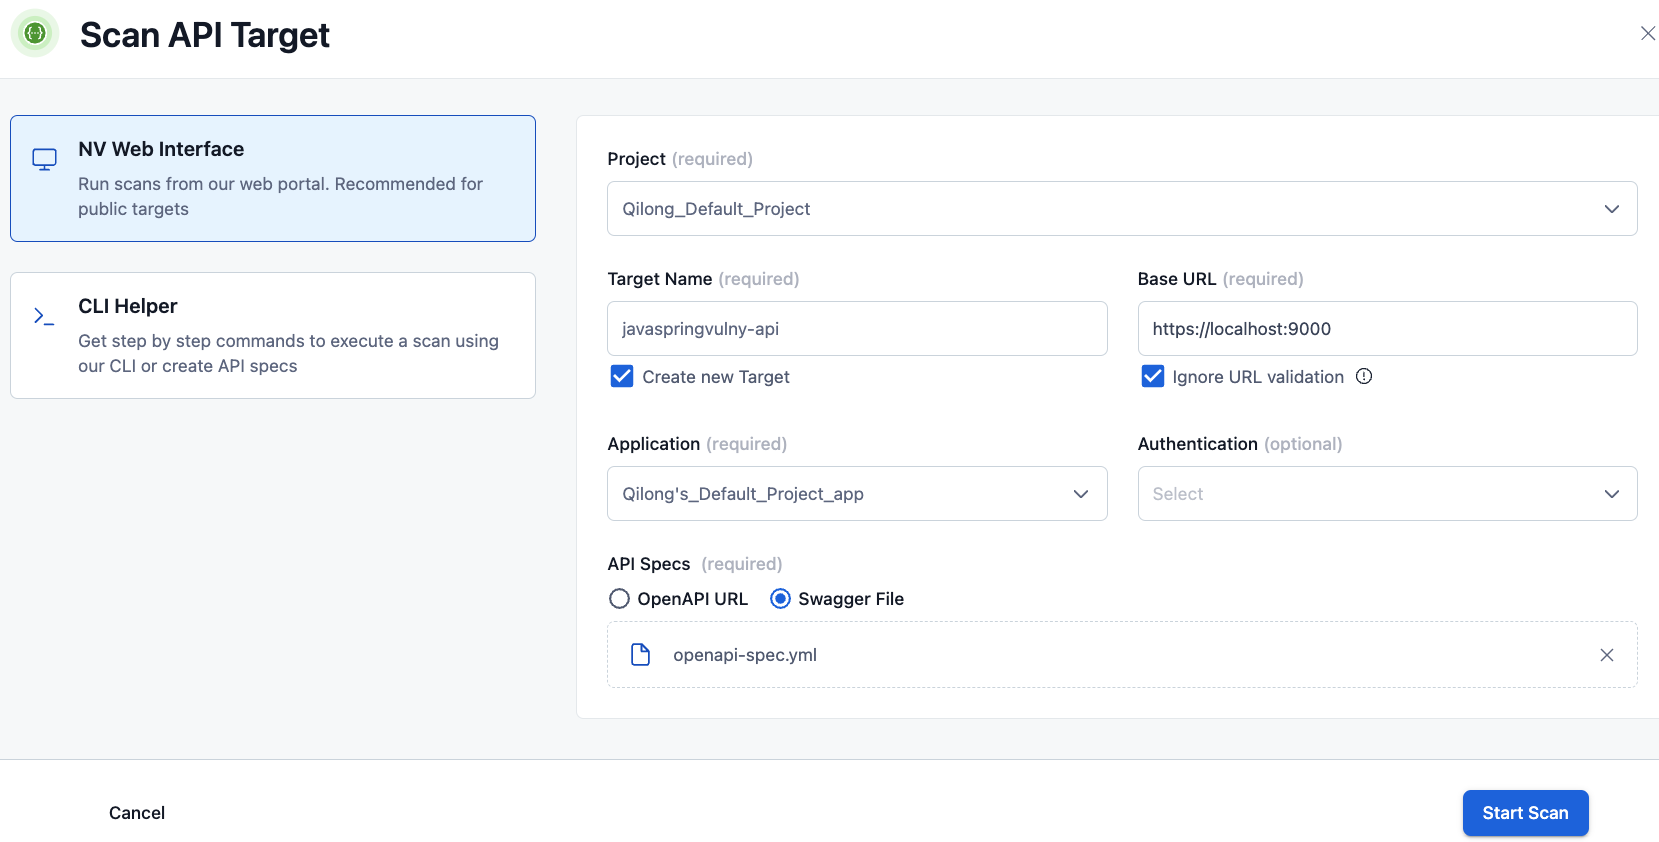 Scan API Target
NV Web Interface
Run scans from our web portal. Recommended for
public targets
CLI Helper
Get step by step commands to execute a scan using
our CLI or create API specs
Project (required)
Qilong_Default_Project
Target Name (required)
javaspringvulny-api
Create new Target
Base URL (required)
https://localhost:9000
Ignore URL validation
Application (required)
Qilong's_Default_Project_app
Authentication (optional)
Select
API Specs (required)
OpenAPI URL
Swagger File
openapi-spec.yml
Cancel
Start Scan